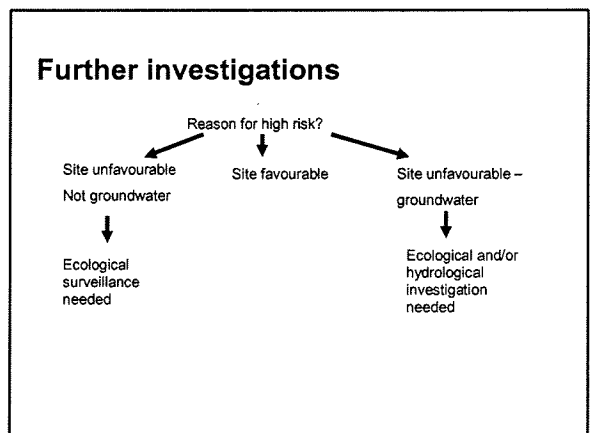 Further investigations
Reason for high risk?
Site unfavourable
Not groundwater
Site favourable
Site unfavourable –
groundwater
Ecological
surveillance
needed
Ecological and/or
hydrological
investigation
needed